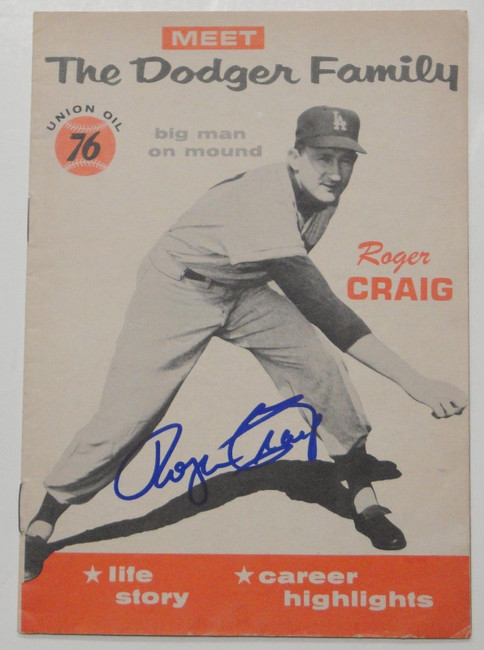 MEET
The Dodger Family
UNION OIL
76
big man
on mound
LA
Roger
CRAIG
Roger Craig
★ life
story
★ career
highlights